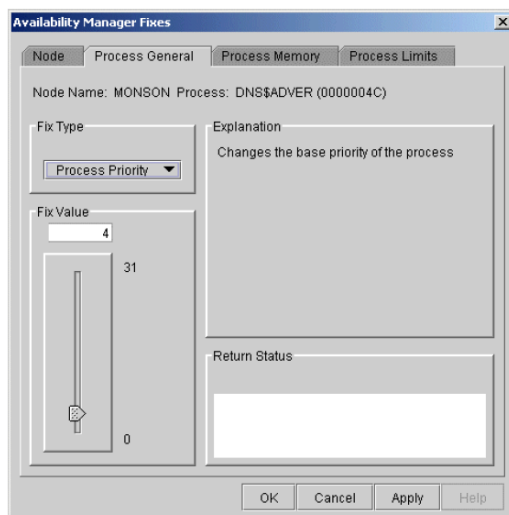 Availability Manager Fixes
Node
Process General
Process Memory
Process Limits
Node Name: MONSON Process: DNS$ADVER (0000004C)
Fix Type
Process Priority
Explanation
Changes the base priority of the process
Fix Value
4
31
0
Return Status
OK
Cancel
Apply
Help